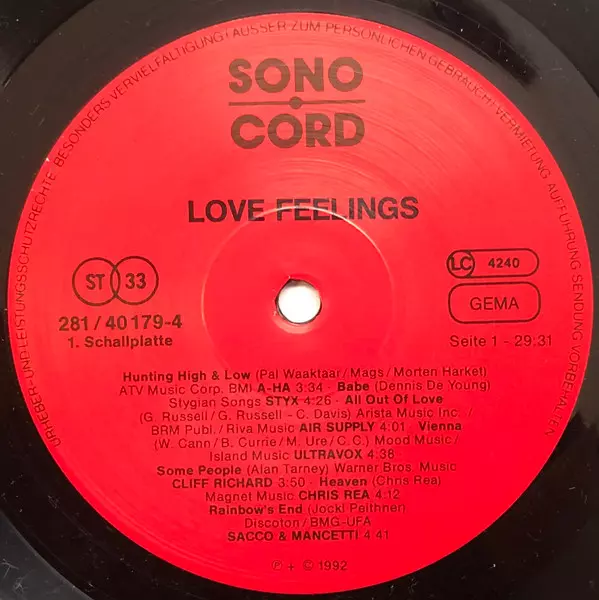 URHEBER- UND LEISTUNGSSCHUTZRECHTE BESONDERS VERVIELFÄLTIGUNG (AUSSER ZUM PERSÖNLICHEN GEBRAUCH) VERMIETUNG AUFFÜHRUNG SENDUNG VORBEHALTEN
SONO
CORD
LOVE FEELINGS
ST 33
LC 4240
GEMA
281/40179-4
1. Schallplatte
Seite 1 - 29:31
Hunting High & Low (Pal Waaktaar/Mags/Morten Harket)
ATV Music Corp. BMI A-HA 3:34 · Babe (Dennis De Young)
Stygian Songs STYX 4:26 · All Out Of Love
(G. Russell/G. Russell - C. Davis) Arista Music Inc. /
BRM Publ. / Riva Music AIR SUPPLY 4:01 · Vienna
(W. Cann/B. Currie/M. Ure/C. C.) Mood Music/
Island Music ULTRAVOX 4:38 ·
Some People (Alan Tarney) Warner Bros. Music
CLIFF RICHARD 3:50 · Heaven (Chris Rea)
Magnet Music CHRIS REA 4:12
Rainbow's End (Jockl Peithner)
Discoton/BMG-UFA
SACCO & MANCETTI 4:41
℗ + © 1992